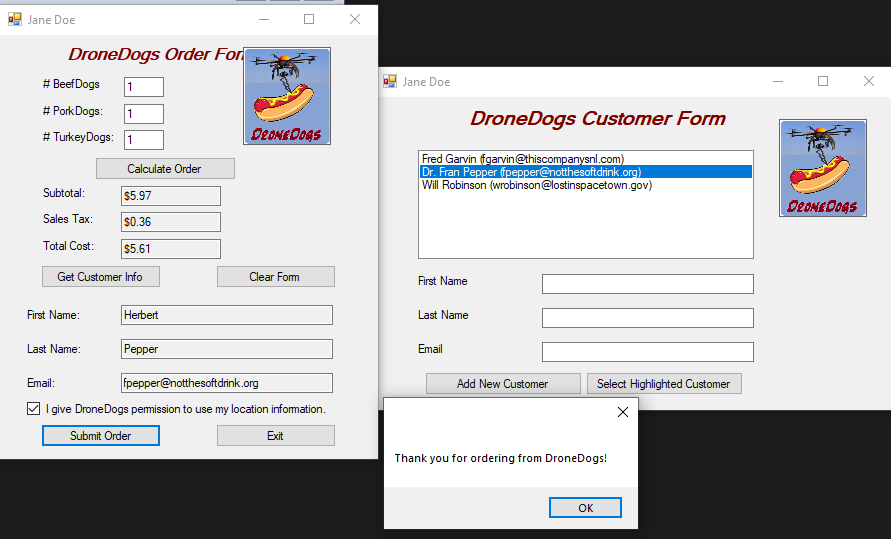 Jane Doe
DroneDogs Order For
DRONEDOGS
# BeefDogs 1
# PorkDogs: 1
# TurkeyDogs: 1
Calculate Order
Subtotal: $5.97
Sales Tax: $0.36
Total Cost: $5.61
Get Customer Info Clear Form
First Name: Herbert
Last Name: Pepper
Email: fpepper@notthesoftdrink.org
I give DroneDogs permission to use my location information.
Submit Order Exit
Jane Doe
DroneDogs Customer Form
DRONEDOGS
Fred Garvin (fgarvin@thiscompanysnl.com)
Dr. Fran Pepper (fpepper@notthesoftdrink.org)
Will Robinson (wrobinson@lostinspacetown.gov)
First Name
Last Name
Email
Add New Customer Select Highlighted Customer
Thank you for ordering from DroneDogs!
OK